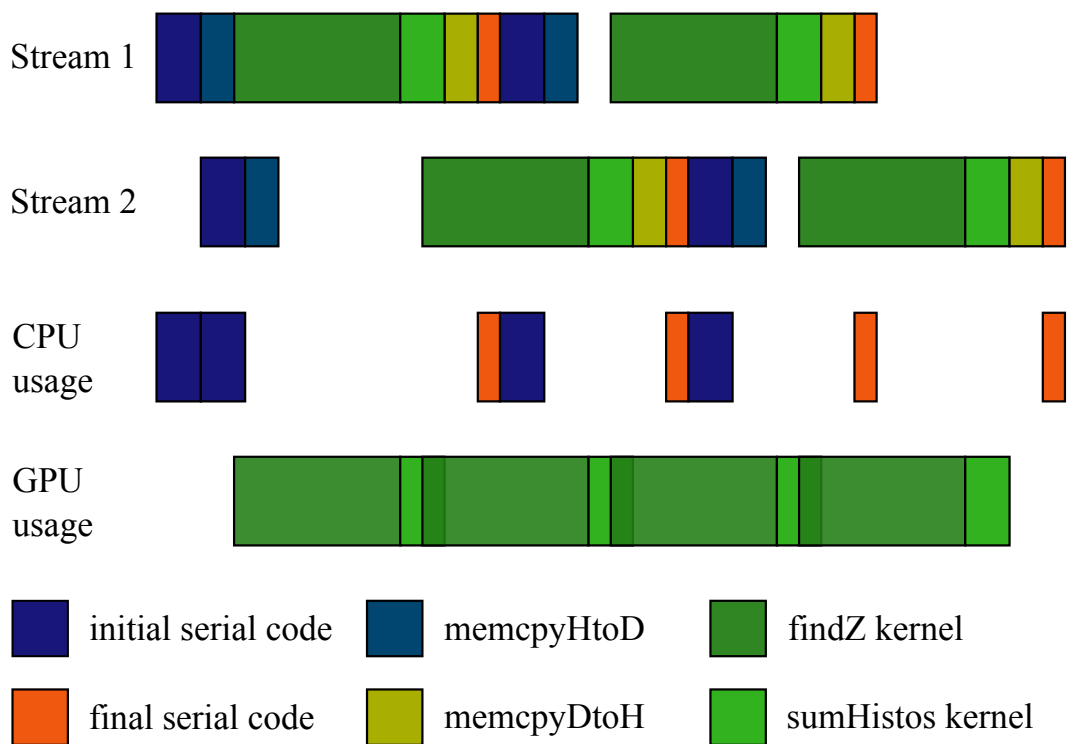 Stream 1
Stream 2
CPU
usage
GPU
usage
initial serial code
memcpyHtoD
findZ kernel
final serial code
memcpyDtoH
sumHistos kernel